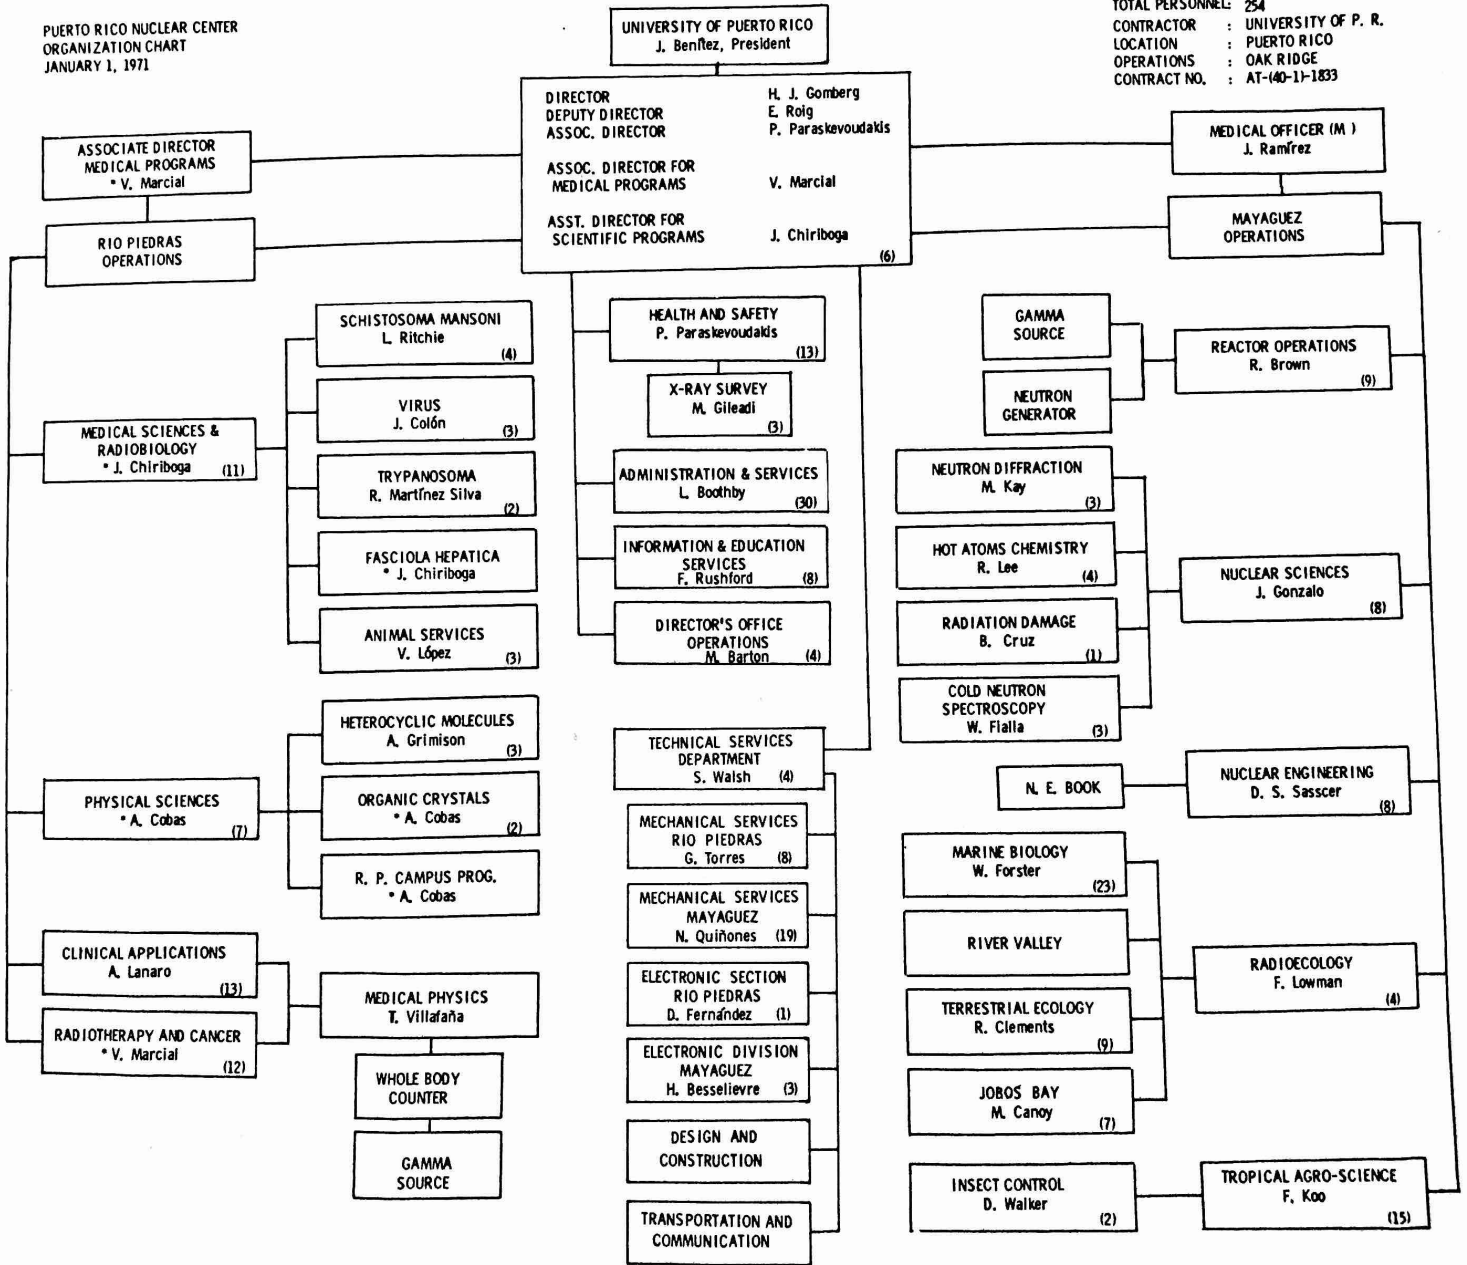 PUERTO RICO NUCLEAR CENTER
ORGANIZATION CHART
JANUARY 1, 1971
UNIVERSITY OF PUERTO RICO
J. Benítez, President
TOTAL PERSONNEL: 254
CONTRACTOR : UNIVERSITY OF P. R.
LOCATION : PUERTO RICO
OPERATIONS : OAK RIDGE
CONTRACT NO. : AT-(40-1)-1833
DIRECTOR H. J. Gomberg
DEPUTY DIRECTOR E. Roig
ASSOC. DIRECTOR P. Paraskevoudakis
ASSOC. DIRECTOR FOR
MEDICAL PROGRAMS V. Marcial
ASST. DIRECTOR FOR
SCIENTIFIC PROGRAMS J. Chiriboga
(6)
ASSOCIATE DIRECTOR
MEDICAL PROGRAMS
* V. Marcial
RIO PIEDRAS
OPERATIONS
MEDICAL OFFICER (M )
J. Ramírez
MAYAGUEZ
OPERATIONS
MEDICAL SCIENCES &
RADIOBIOLOGY
* J. Chiriboga (11)
SCHISTOSOMA MANSONI
L. Ritchie
(4)
VIRUS
J. Colón
(3)
TRYPANOSOMA
R. Martínez Silva
(2)
FASCIOLA HEPATICA
* J. Chiriboga
ANIMAL SERVICES
V. López
(3)
PHYSICAL SCIENCES
* A. Cobas
(7)
HETEROCYCLIC MOLECULES
A. Grimison
(3)
ORGANIC CRYSTALS
* A. Cobas
(2)
R. P. CAMPUS PROG.
* A. Cobas
CLINICAL APPLICATIONS
A. Lanaro
(13)
RADIOTHERAPY AND CANCER
* V. Marcial
(12)
MEDICAL PHYSICS
T. Villafaña
WHOLE BODY
COUNTER
GAMMA
SOURCE
HEALTH AND SAFETY
P. Paraskevoudakis
(13)
X-RAY SURVEY
M. Gileadi
(3)
ADMINISTRATION & SERVICES
L. Boothby
(30)
INFORMATION & EDUCATION
SERVICES
F. Rushford (8)
DIRECTOR'S OFFICE
OPERATIONS
M. Barton (4)
TECHNICAL SERVICES
DEPARTMENT
S. Walsh (4)
MECHANICAL SERVICES
RIO PIEDRAS
G. Torres (8)
MECHANICAL SERVICES
MAYAGUEZ
N. Quiñones (19)
ELECTRONIC SECTION
RIO PIEDRAS
D. Fernández (1)
ELECTRONIC DIVISION
MAYAGUEZ
H. Besselievre (3)
DESIGN AND
CONSTRUCTION
TRANSPORTATION AND
COMMUNICATION
GAMMA
SOURCE
NEUTRON
GENERATOR
REACTOR OPERATIONS
R. Brown
(9)
NEUTRON DIFFRACTION
M. Kay
(3)
HOT ATOMS CHEMISTRY
R. Lee
(4)
RADIATION DAMAGE
B. Cruz
(1)
COLD NEUTRON
SPECTROSCOPY
W. Fialla
(3)
NUCLEAR SCIENCES
J. Gonzalo
(8)
N. E. BOOK
NUCLEAR ENGINEERING
D. S. Sasscer
(8)
MARINE BIOLOGY
W. Forster
(23)
RIVER VALLEY
TERRESTRIAL ECOLOGY
R. Clements
(9)
JOBOS BAY
M. Canoy
(7)
RADIOECOLOGY
F. Lowman
(4)
INSECT CONTROL
D. Walker
(2)
TROPICAL AGRO-SCIENCE
F. Koo
(15)